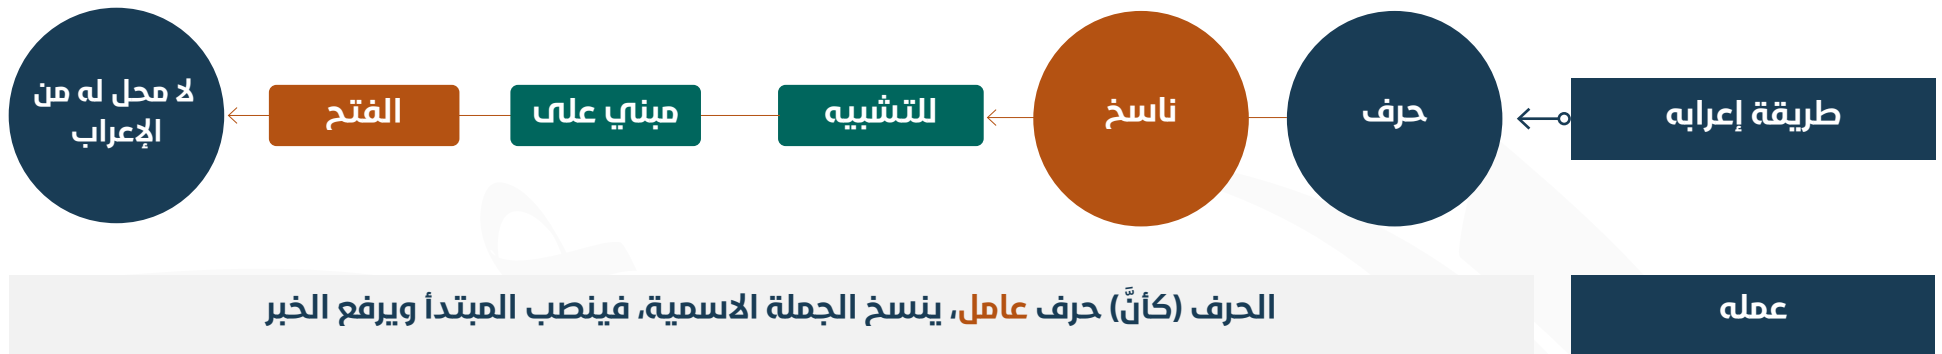 طريقة إعرابه
حرف
ناسخ
للتشبيه
مبني على
الفتح
لا محل له من
الإعراب
عمله
الحرف (كأنَّ) حرف عامل، ينسخ الجملة الاسمية، فينصب المبتدأ ويرفع الخبر